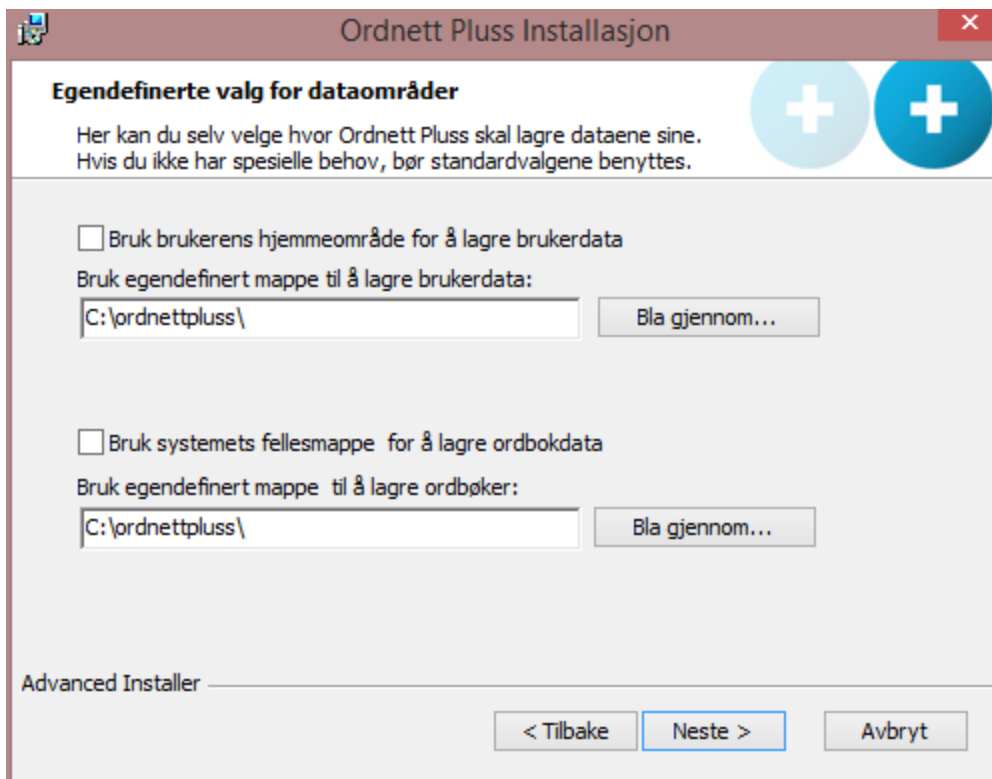 Ordnett Pluss Installasjon
Egendefinerte valg for dataområder
Her kan du selv velge hvor Ordnett Pluss skal lagre dataene sine.
Hvis du ikke har spesielle behov, bør standardvalgene benyttes.
Bruk brukerens hjemmeområde for å lagre brukerdata
Bruk egendefinert mappe til å lagre brukerdata:
C:\ordnettpluss\ Bla gjennom...
Bruk systemets fellesmappe  for å lagre ordbokdata
Bruk egendefinert mappe  til å lagre ordbøker:
C:\ordnettpluss\ Bla gjennom...
Advanced Installer
< Tilbake Neste > Avbryt